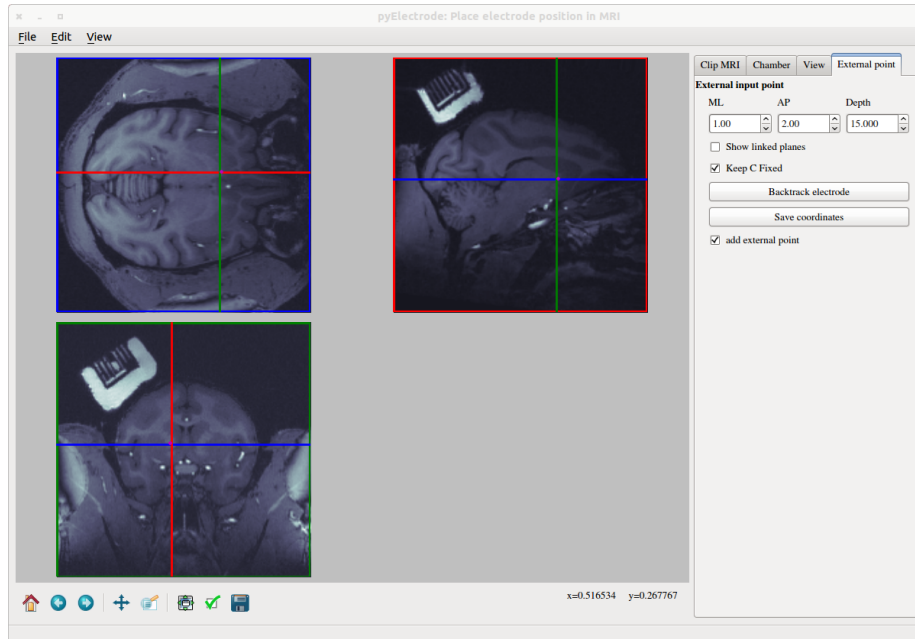 pyElectrode: Place electrode position in MRI
File Edit View
Clip MRI Chamber View External point
External input point
ML AP Depth
1.00 2.00 15.000
Show linked planes
Keep C Fixed
Backtrack electrode
Save coordinates
add external point
x=0.516534 y=0.267767